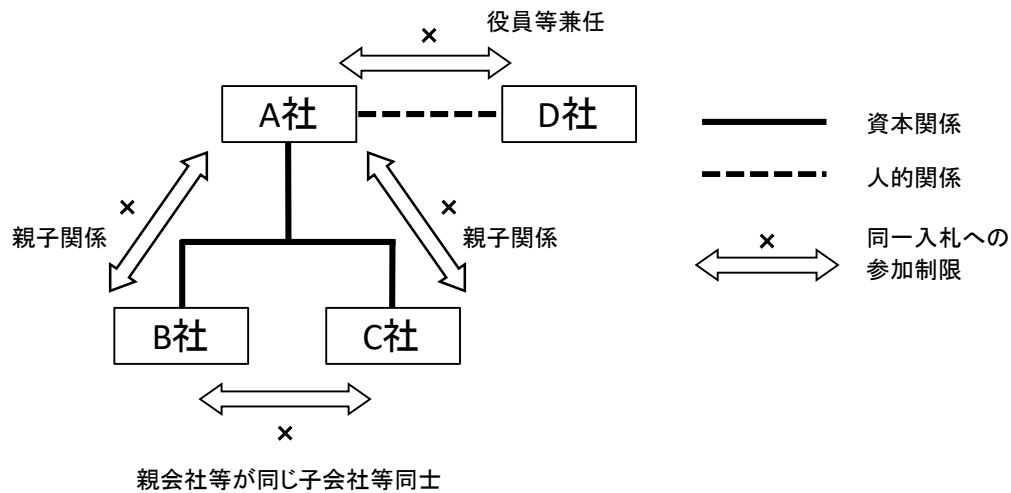 役員等兼任
×
A社
D社
資本関係
人的関係
×
×
親子関係
親子関係
×
同一入札への
参加制限
B社
C社
×
親会社等が同じ子会社等同士